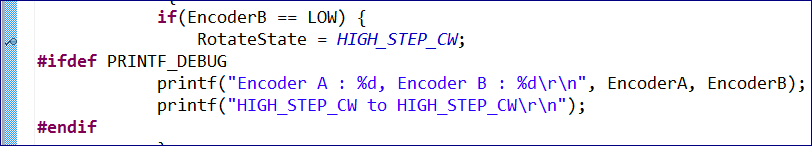 {
if(EncoderB == LOW) {
RotateState = HIGH_STEP_CW;
#ifdef PRINTF_DEBUG
printf("Encoder A : %d, Encoder B : %d\r\n", EncoderA, EncoderB);
printf("HIGH_STEP_CW to HIGH_STEP_CW\r\n");
#endif
}